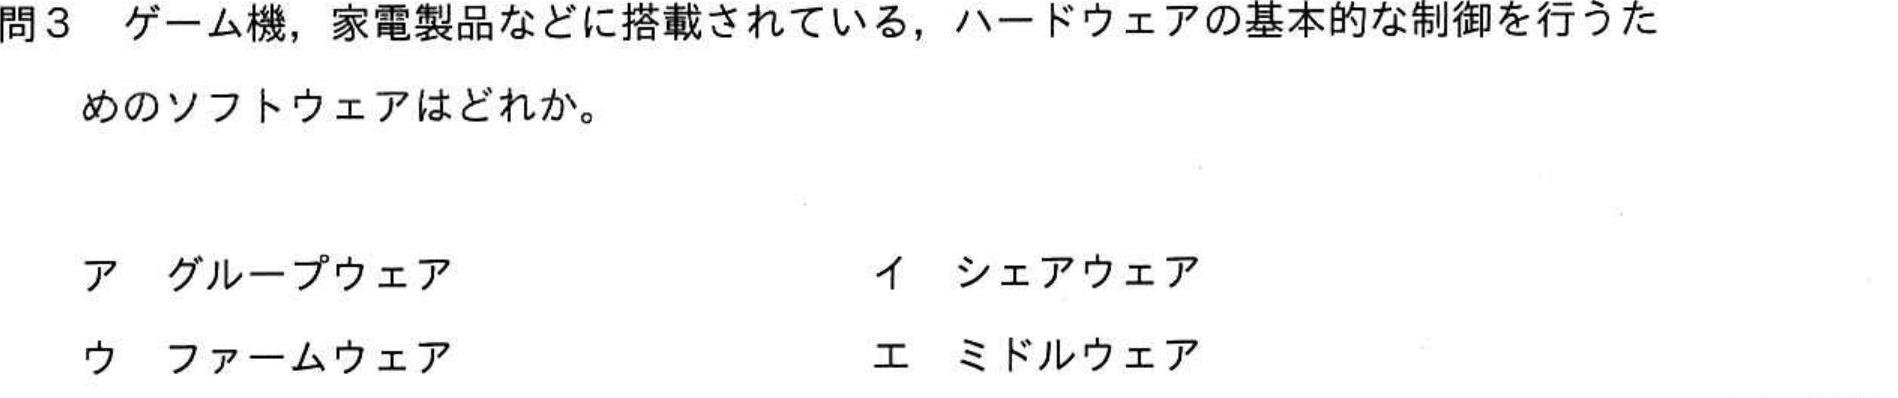 問3　ゲーム機，家電製品などに搭載されている，ハードウェアの基本的な制御を行うた
めのソフトウェアはどれか。
ア　グループウェア　イ　シェアウェア
ウ　ファームウェア　エ　ミドルウェア